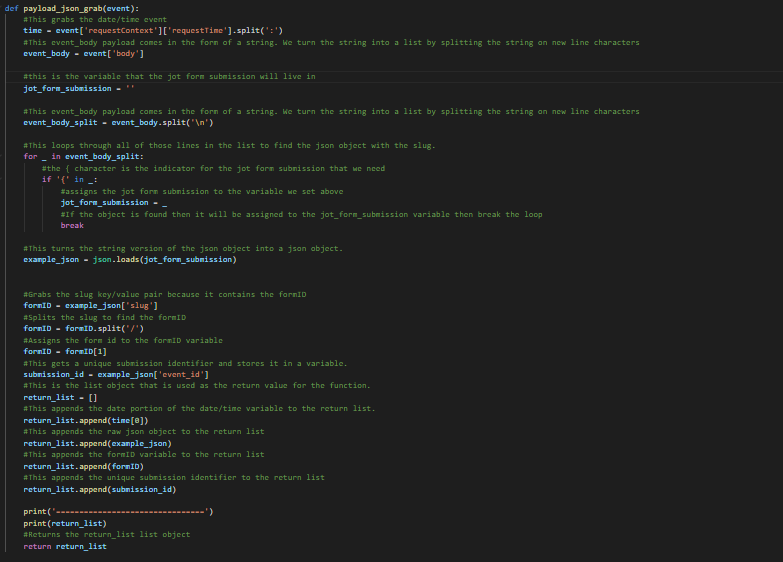 def payload_json_grab(event):
#This grabs the date/time event
time = event['requestContext']['requestTime'].split(':')
#This event_body payload comes in the form of a string. We turn the string into a list by splitting the string on new line characters
event_body = event['body']
#this is the variable that the jot form submission will live in
jot_form_submission = ''
#This event_body payload comes in the form of a string. We turn the string into a list by splitting the string on new line characters
event_body_split = event_body.split('\n')
#This loops through all of those lines in the list to find the json object with the slug.
for _ in event_body_split:
#the { character is the indicator for the jot form submission that we need
if '{' in _:
#assigns the jot form submission to the variable we set above
jot_form_submission = _
#If the object is found then it will be assigned to the jot_form_submission variable then break the loop
break
#This turns the string version of the json object into a json object.
example_json = json.loads(jot_form_submission)
#Grabs the slug key/value pair because it contains the formID
formID = example_json['slug']
#Splits the slug to find the formID
formID = formID.split('/')
#Assigns the form id to the formID variable
formID = formID[1]
#This gets a unique submission identifier and stores it in a variable.
submission_id = example_json['event_id']
#This is the list object that is used as the return value for the function.
return_list = []
#This appends the date portion of the date/time variable to the return list.
return_list.append(time[0])
#This appends the raw json object to the return list
return_list.append(example_json)
#This appends the formID variable to the return list
return_list.append(formID)
#This appends the unique submission identifier to the return list
return_list.append(submission_id)
print('--------------------------------')
print(return_list)
#Returns the return_list list object
return return_list